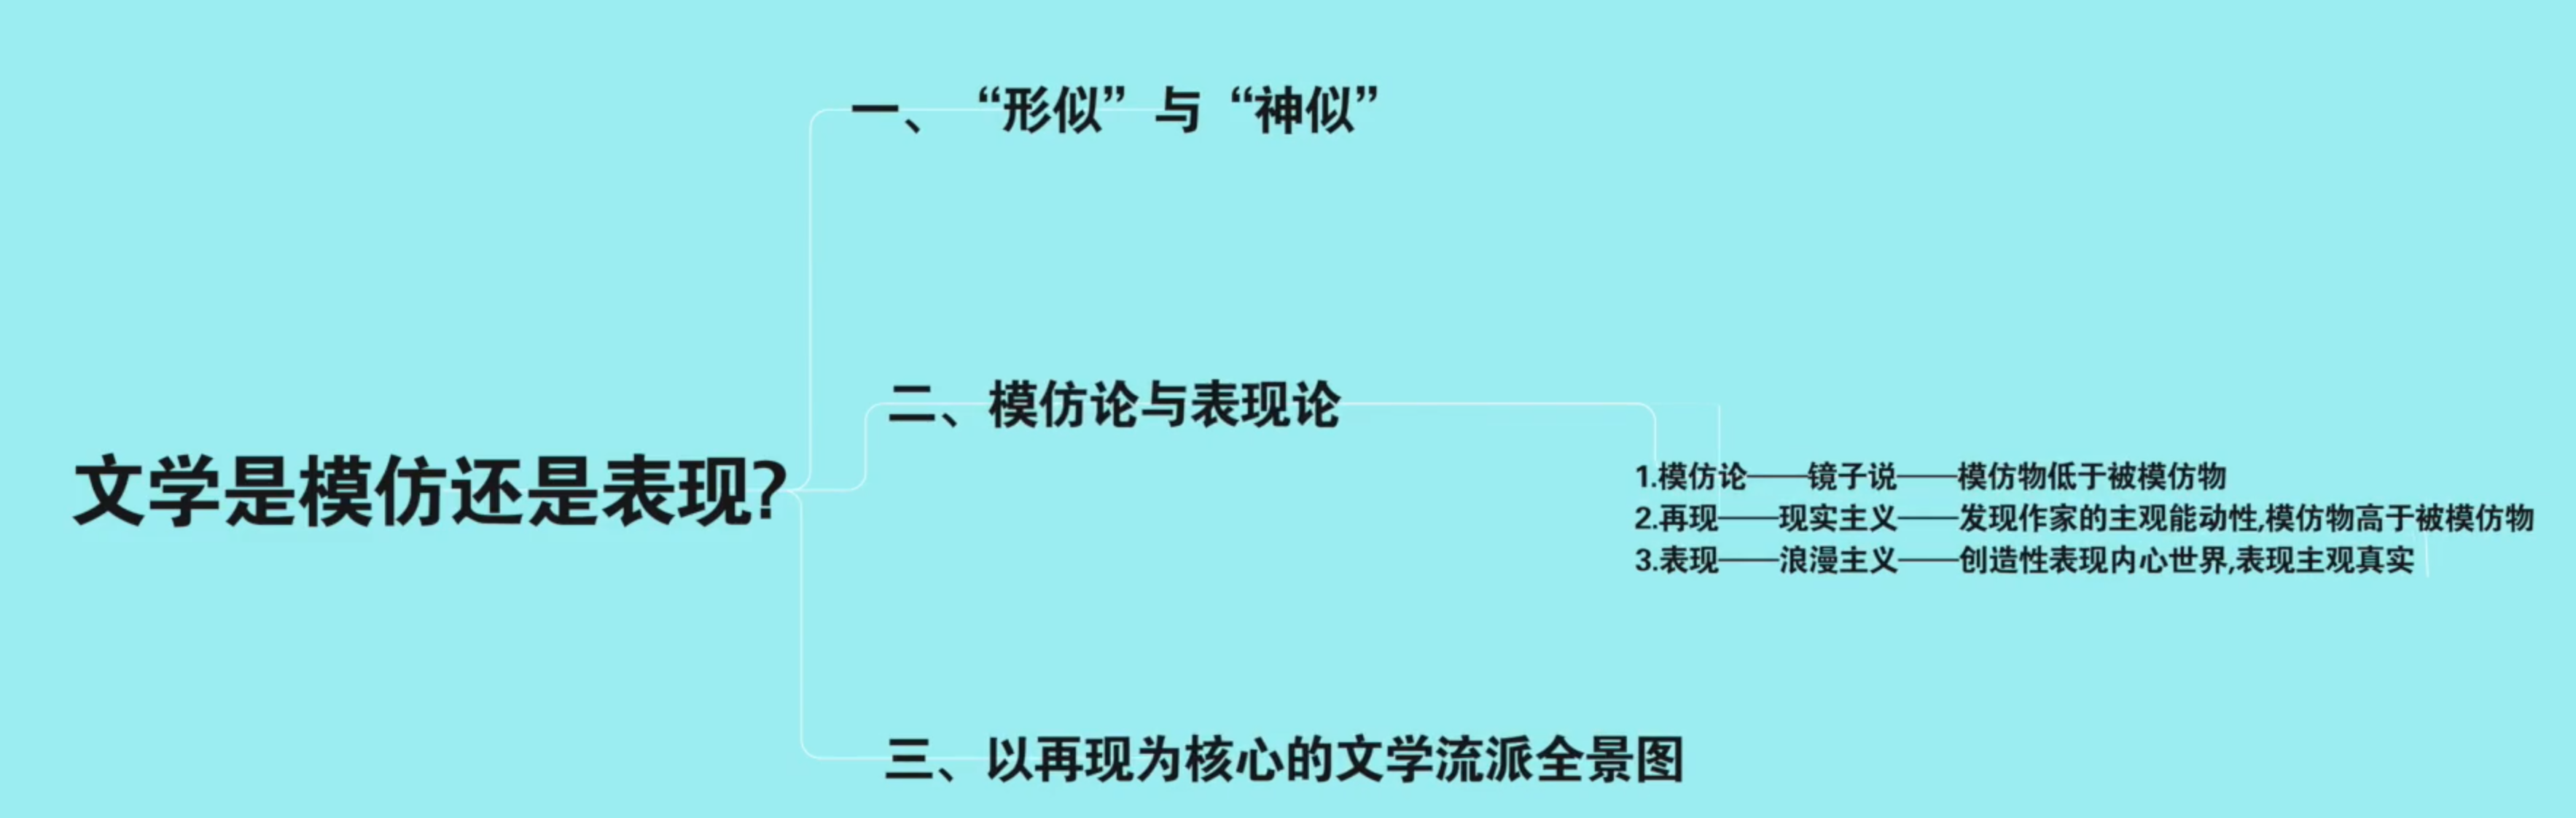 一、“形似”与“神似”
二、模仿论与表现论
文学是模仿还是表现?
1.模仿论——镜子说——模仿物低于被模仿物
2.再现——现实主义——发现作家的主观能动性,模仿物高于被模仿物
3.表现——浪漫主义——创造性表现内心世界,表现主观真实
三、以再现为核心的文学流派全景图